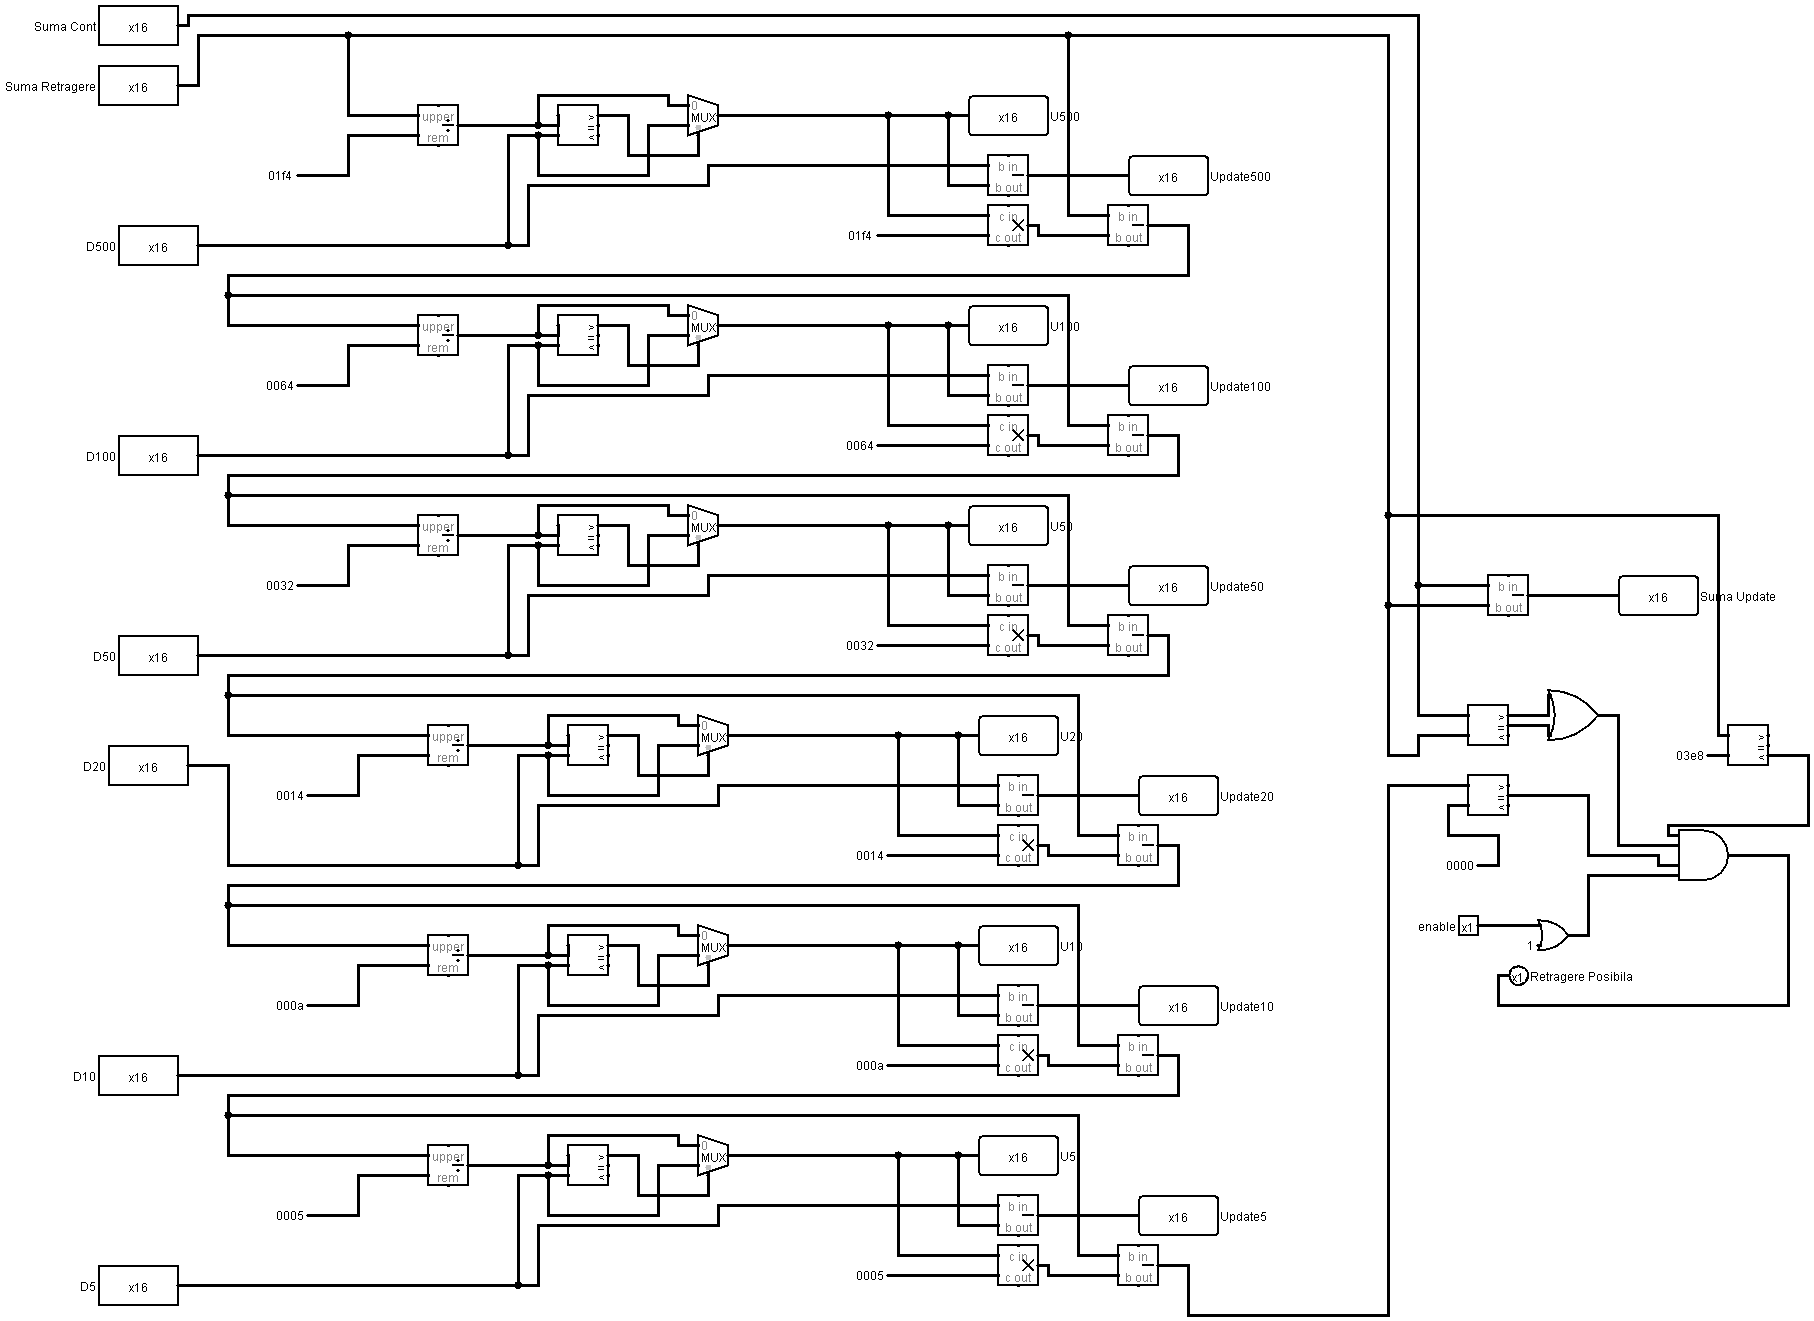 Suma Cont x16
Suma Retragere x16
upper
rem
01f4
0
MUX
x16 U500
b in
b out
x16 Update500
c in
c out
01f4
b in
b out
D500 x16
upper
rem
0064
0
MUX
x16 U100
b in
b out
x16 Update100
c in
c out
0064
b in
b out
D100 x16
upper
rem
0032
0
MUX
x16 U50
b in
b out
x16 Update50
c in
c out
0032
b in
b out
D50 x16
upper
rem
0014
0
MUX
x16 U20
b in
b out
x16 Update20
c in
c out
0014
b in
b out
D20 x16
upper
rem
000a
0
MUX
x16 U10
b in
b out
x16 Update10
c in
c out
000a
b in
b out
D10 x16
upper
rem
0005
0
MUX
x16 U5
b in
b out
x16 Update5
c in
c out
0005
b in
b out
D5 x16
b in
b out
x16 Suma Update
03e8
0000
enable x1
1
x1 Retragere Posibila